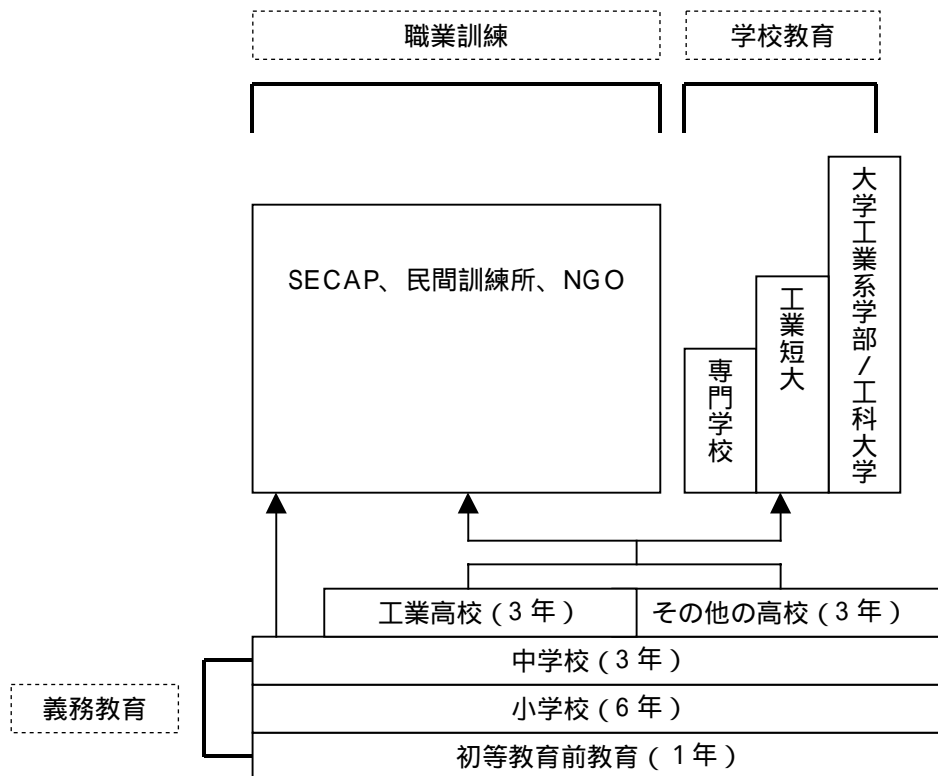 職業訓練
学校教育
SECAP、民間訓練所、NGO
専門学校
工業短大
大学工業系学部/工科大学
工業高校(3年)
その他の高校(3年)
中学校(3年)
義務教育
小学校(6年)
初等教育前教育(1年)